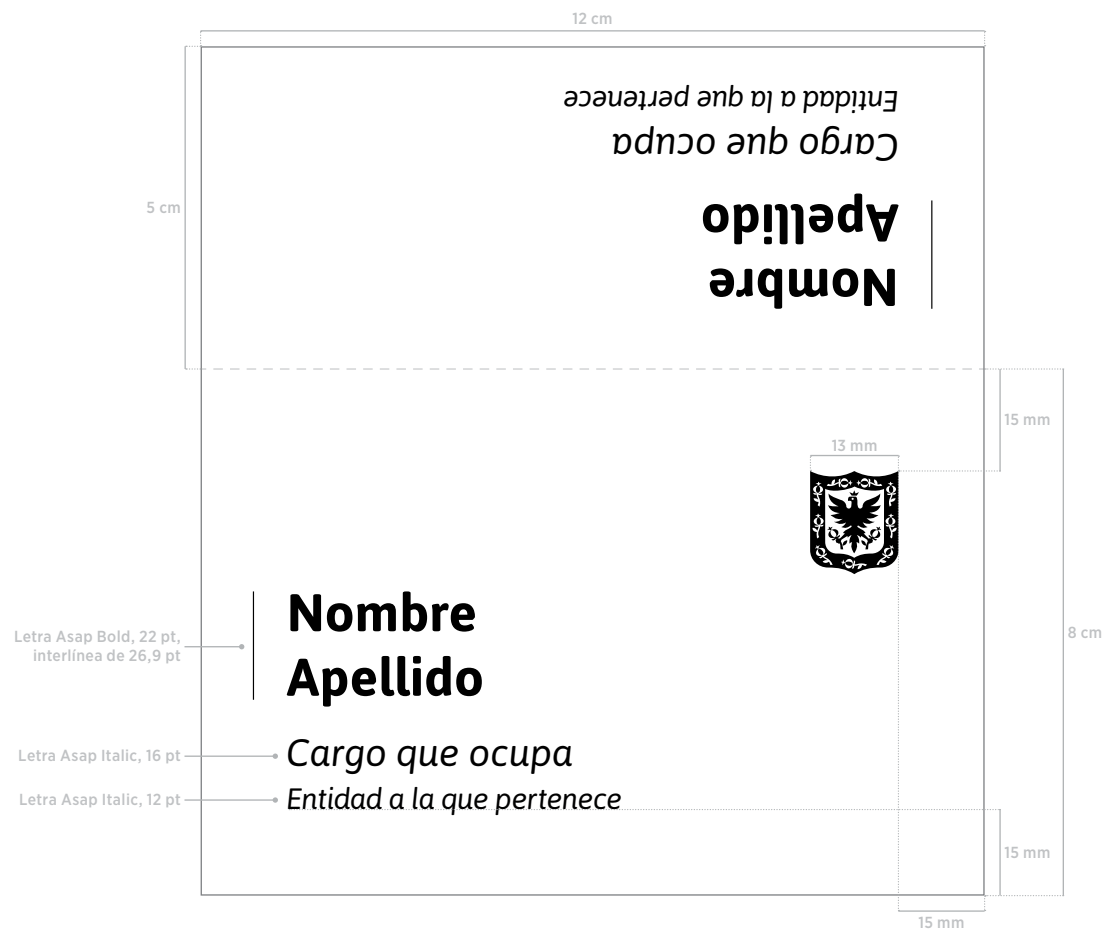 12 cm
Entidad a la que pertenece
Cargo que ocupa
5 cm
Apellido
Nombre
15 mm
13 mm
Nombre
Letra Asap Bold, 22 pt,
interlínea de 26,9 pt
8 cm
Apellido
Letra Asap Italic, 16 pt
Cargo que ocupa
Letra Asap Italic, 12 pt
Entidad a la que pertenece
15 mm
15 mm